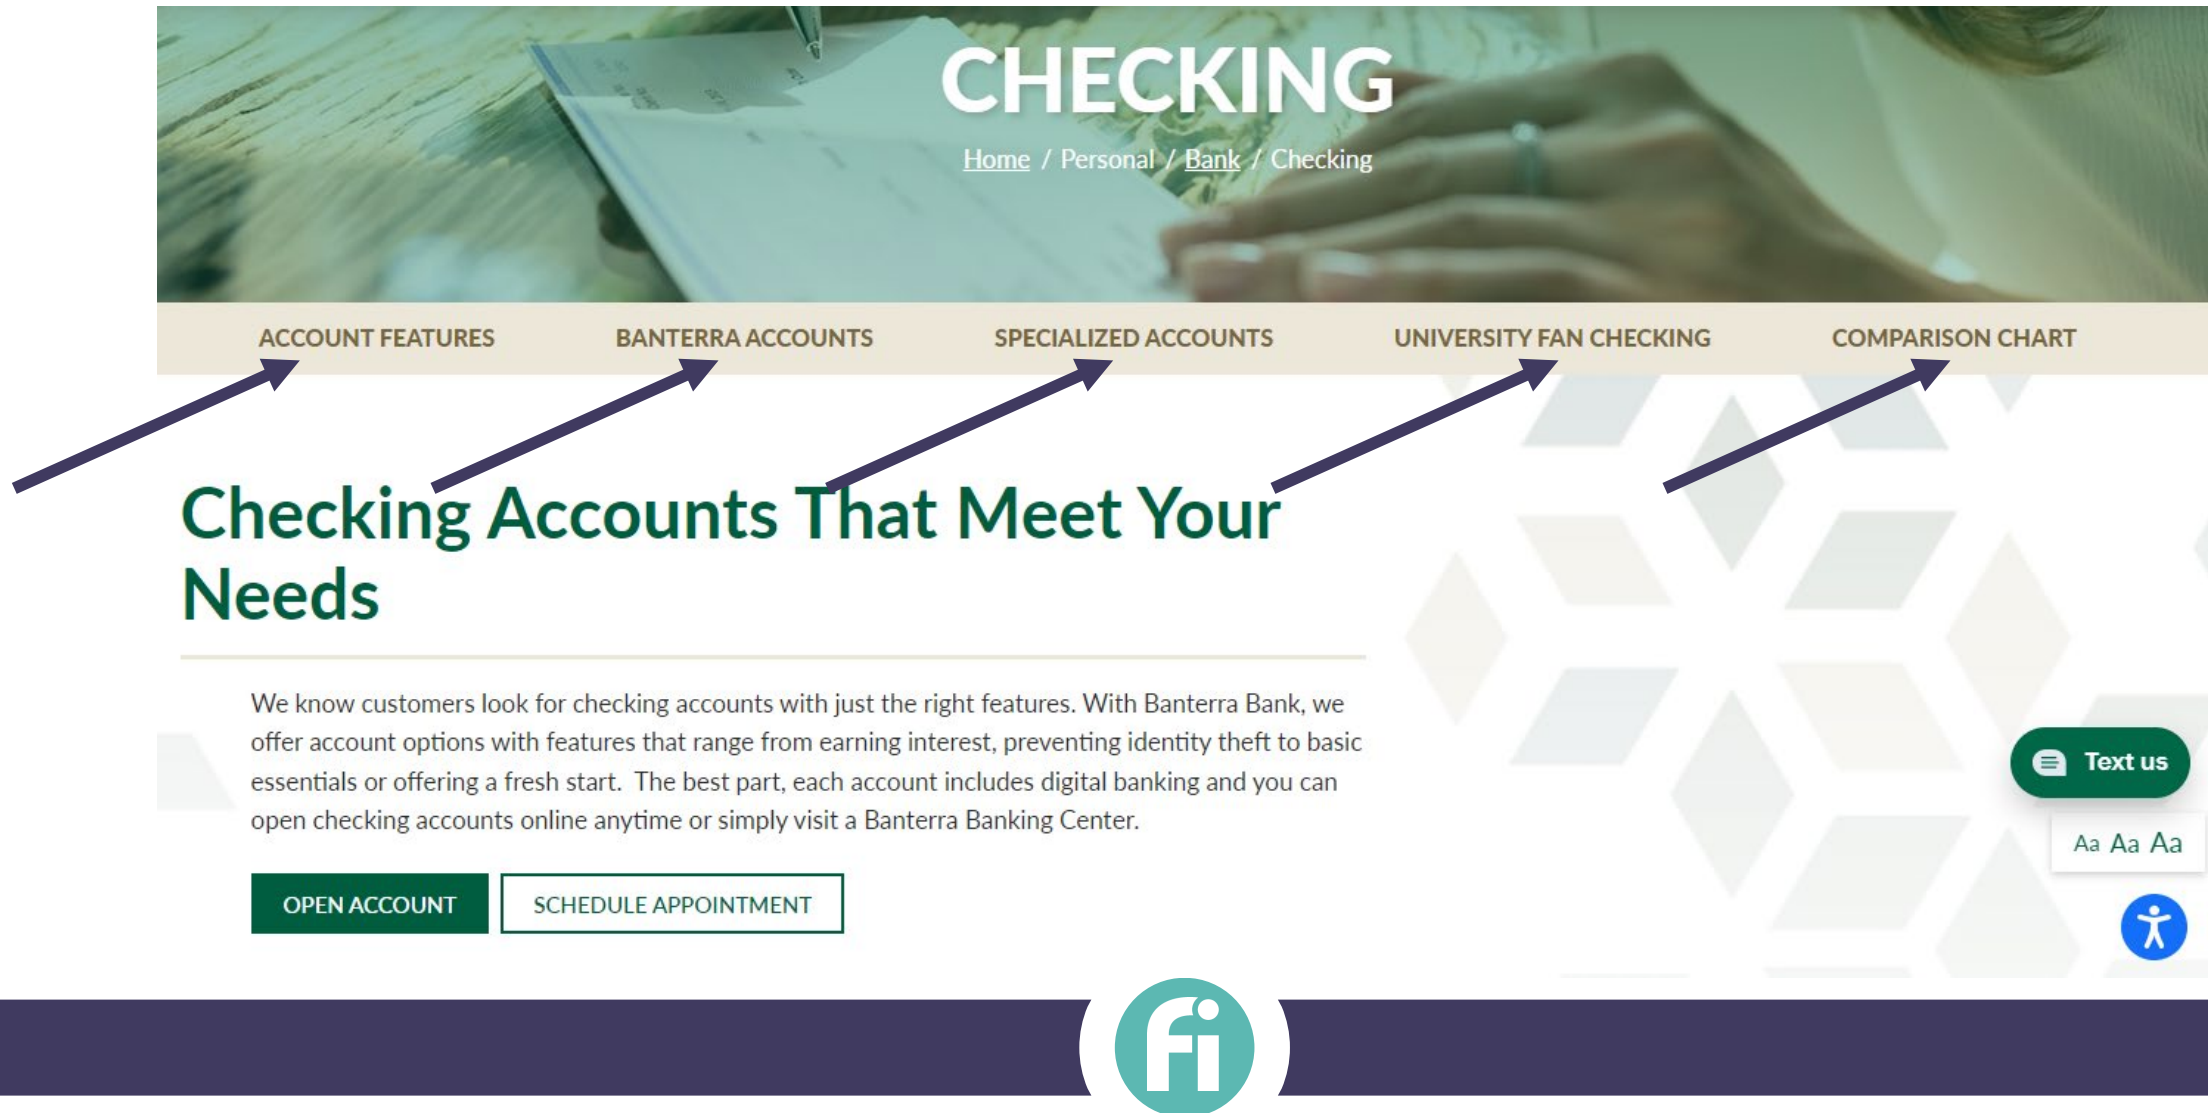 CHECKING
Home / Personal / Bank / Checking
ACCOUNT FEATURES
BANTERRA ACCOUNTS
SPECIALIZED ACCOUNTS
UNIVERSITY FAN CHECKING
COMPARISON CHART
Checking Accounts That Meet Your
Needs
We know customers look for checking accounts with just the right features. With Banterra Bank, we
offer account options with features that range from earning interest, preventing identity theft to basic
essentials or offering a fresh start. The best part, each account includes digital banking and you can
open checking accounts online anytime or simply visit a Banterra Banking Center.
OPEN ACCOUNT
SCHEDULE APPOINTMENT
Text us
Aa Aa Aa
fi